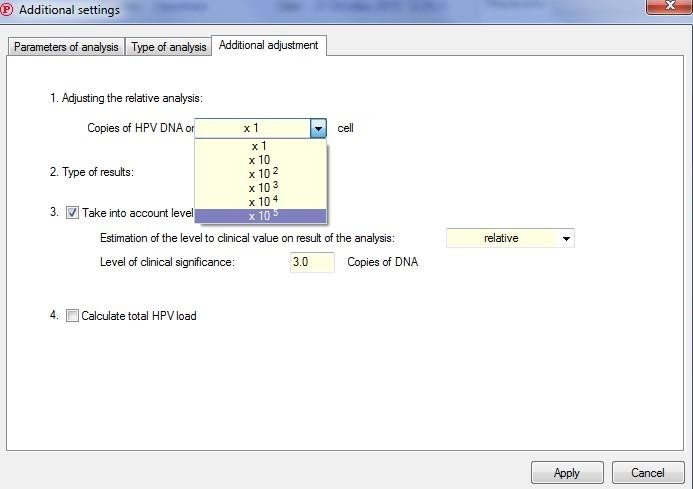 Additional settings
Parameters of analysis Type of analysis Additional adjustment
1. Adjusting the relative analysis:
Copies of HPV DNA or x 1 cell
x 1
x 10
2. Type of results: x 10 2
x 10 3
x 10 4
3. Take into account level x 10 5
Estimation of the level to clinical value on result of the analysis: relative
Level of clinical significance: 3.0 Copies of DNA
4. Calculate total HPV load
Apply Cancel